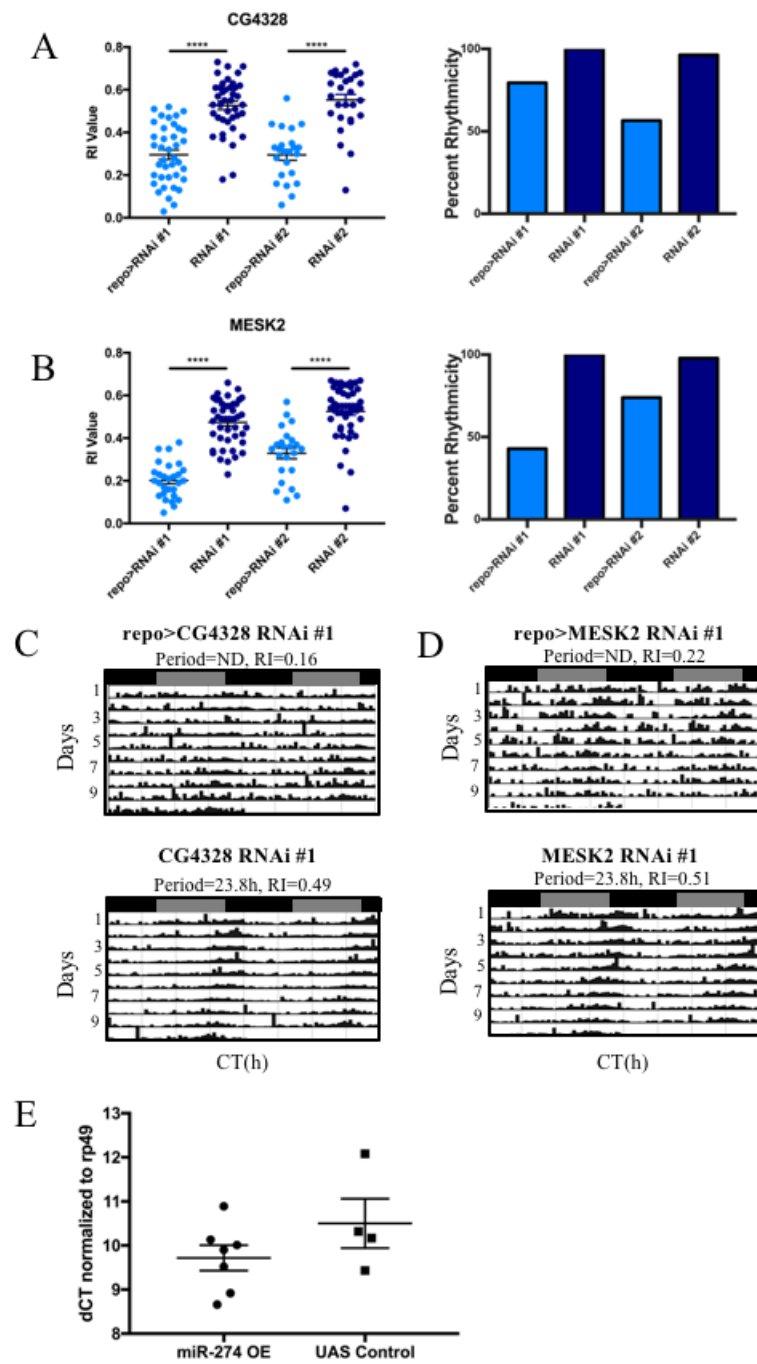 A
CG4328
RI Value
0.8
0.6
0.4
0.2
0.0
**** ****
repo>RNAi #1 RNAi #1 repo>RNAi #2 RNAi #2
Percent Rhythmicity
100
50
0
repo>RNAi #1 RNAi #1 repo>RNAi #2 RNAi #2
B
MESK2
RI Value
0.8
0.6
0.4
0.2
0.0
**** ****
repo>RNAi #1 RNAi #1 repo>RNAi #2 RNAi #2
Percent Rhythmicity
100
50
0
repo>RNAi #1 RNAi #1 repo>RNAi #2 RNAi #2
C
repo>CG4328 RNAi #1
Period=ND, RI=0.16
Days
1
3
5
7
9
CG4328 RNAi #1
Period=23.8h, RI=0.49
Days
1
3
5
7
9
CT(h)
D
repo>MESK2 RNAi #1
Period=ND, RI=0.22
Days
1
3
5
7
9
MESK2 RNAi #1
Period=23.8h, RI=0.51
Days
1
3
5
7
9
CT(h)
E
dCT normalized to rp49
13
12
11
10
9
8
miR-274 OE UAS Control